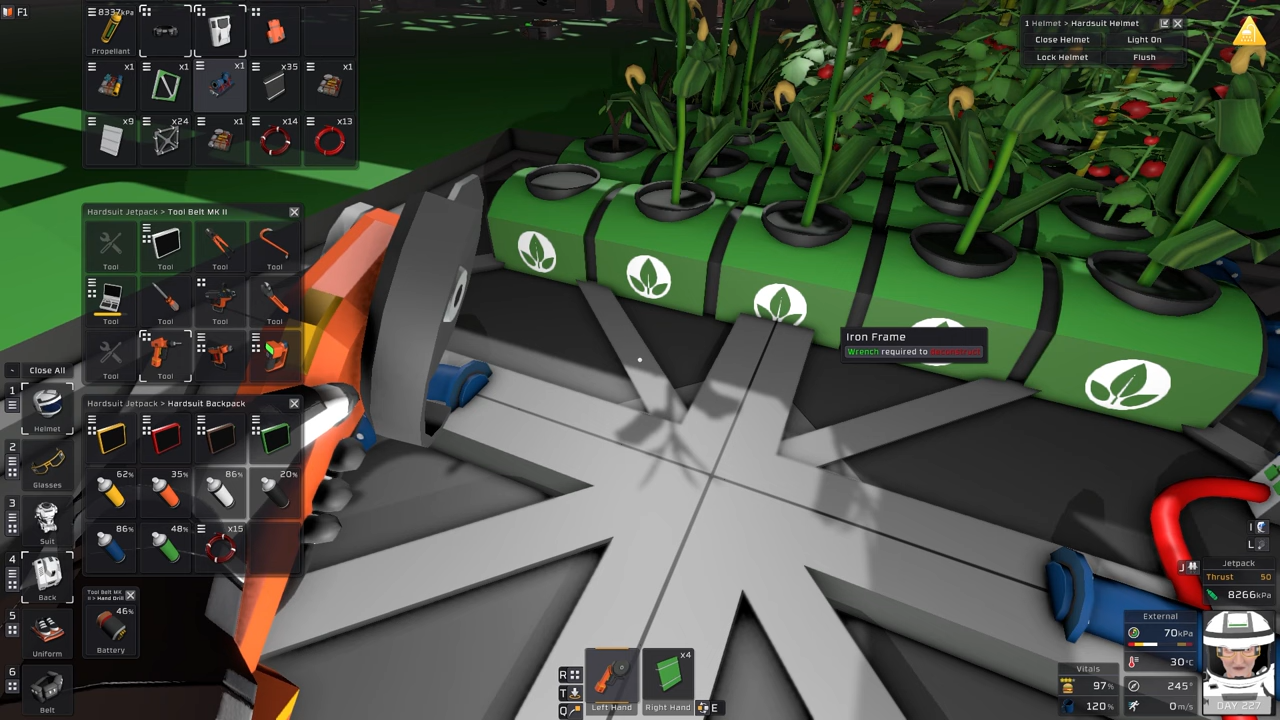 F1
8337kPa
Propellant
x1
x1
x1
x35
x1
x9
x24
x1
x14
x13
Hardsuit Jetpack > Tool Belt MK II
Tool
Tool
Tool
Tool
Tool
Tool
Tool
Tool
Tool
Tool
Close All
1
Helmet
2
Glasses
3
Suit
4
Back
5
Uniform
6
Belt
Hardsuit Jetpack > Hardsuit Backpack
62%
35%
86%
20%
86%
48%
x15
Tool Belt MK
II > Hand Drill
46%
Battery
1 Helmet > Hardsuit Helmet
Close Helmet
Light On
Lock Helmet
Flush
Iron Frame
Wrench required to
R
T
Q
Left Hand
x4
Right Hand
E
I
L
J
Jetpack
Thrust 50
8266kPa
External
70kPa
30°C
245°
0m/s
Vitals
97%
120%
DAY 227